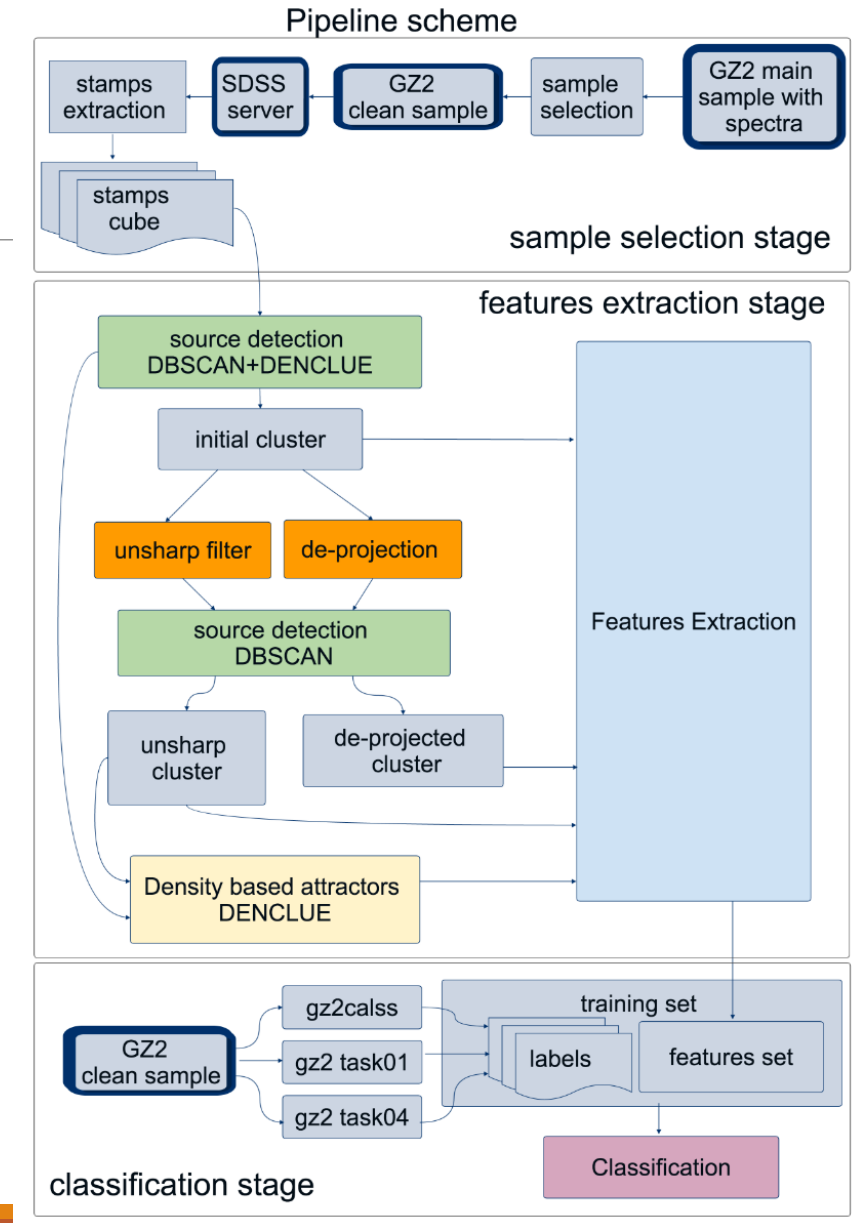 Pipeline scheme
stamps
extraction
SDSS
server
GZ2
clean sample
sample
selection
GZ2 main
sample with
spectra
stamps
cube
sample selection stage
features extraction stage
source detection
DBSCAN+DENCLUE
initial cluster
unsharp filter
de-projection
source detection
DBSCAN
Features Extraction
unsharp
cluster
de-projected
cluster
Density based attractors
DENCLUE
GZ2
clean sample
gz2calss
gz2 task01
gz2 task04
training set
labels
features set
Classification
classification stage